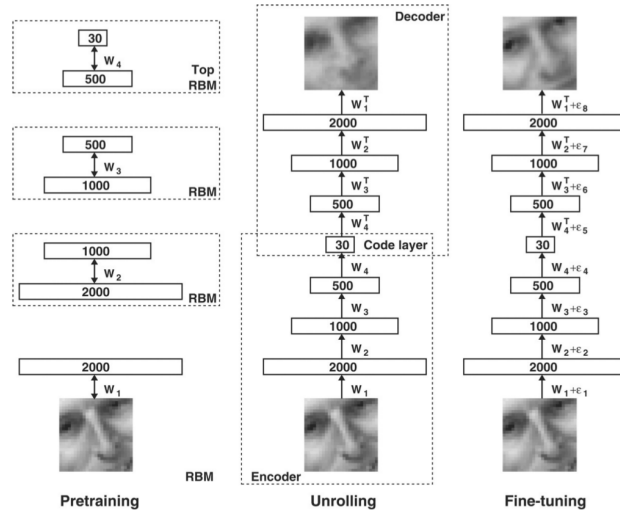 30
W4
500
Top
RBM
500
W3
1000
RBM
1000
W2
2000
RBM
2000
W1
RBM
Pretraining
Decoder
W1T
2000
W2T
1000
W3T
500
W4T
30
Code layer
W4
500
W3
1000
W2
2000
W1
Encoder
Unrolling
W1T+ε8
2000
W2T+ε7
1000
W3T+ε6
500
W4T+ε5
30
W4+ε4
500
W3+ε3
1000
W2+ε2
2000
W1+ε1
Fine-tuning